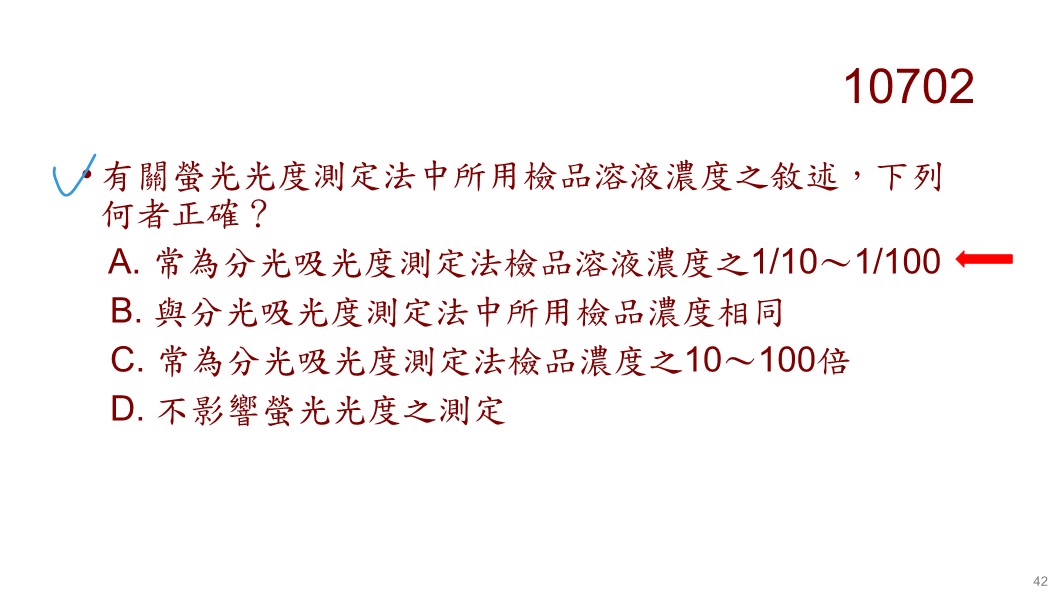 10702
• 有關螢光光度測定法中所用檢品溶液濃度之敘述，下列
何者正確？
A. 常為分光吸光度測定法檢品溶液濃度之1/10～1/100
B. 與分光吸光度測定法中所用檢品濃度相同
C. 常為分光吸光度測定法檢品濃度之10～100倍
D. 不影響螢光光度之測定
42